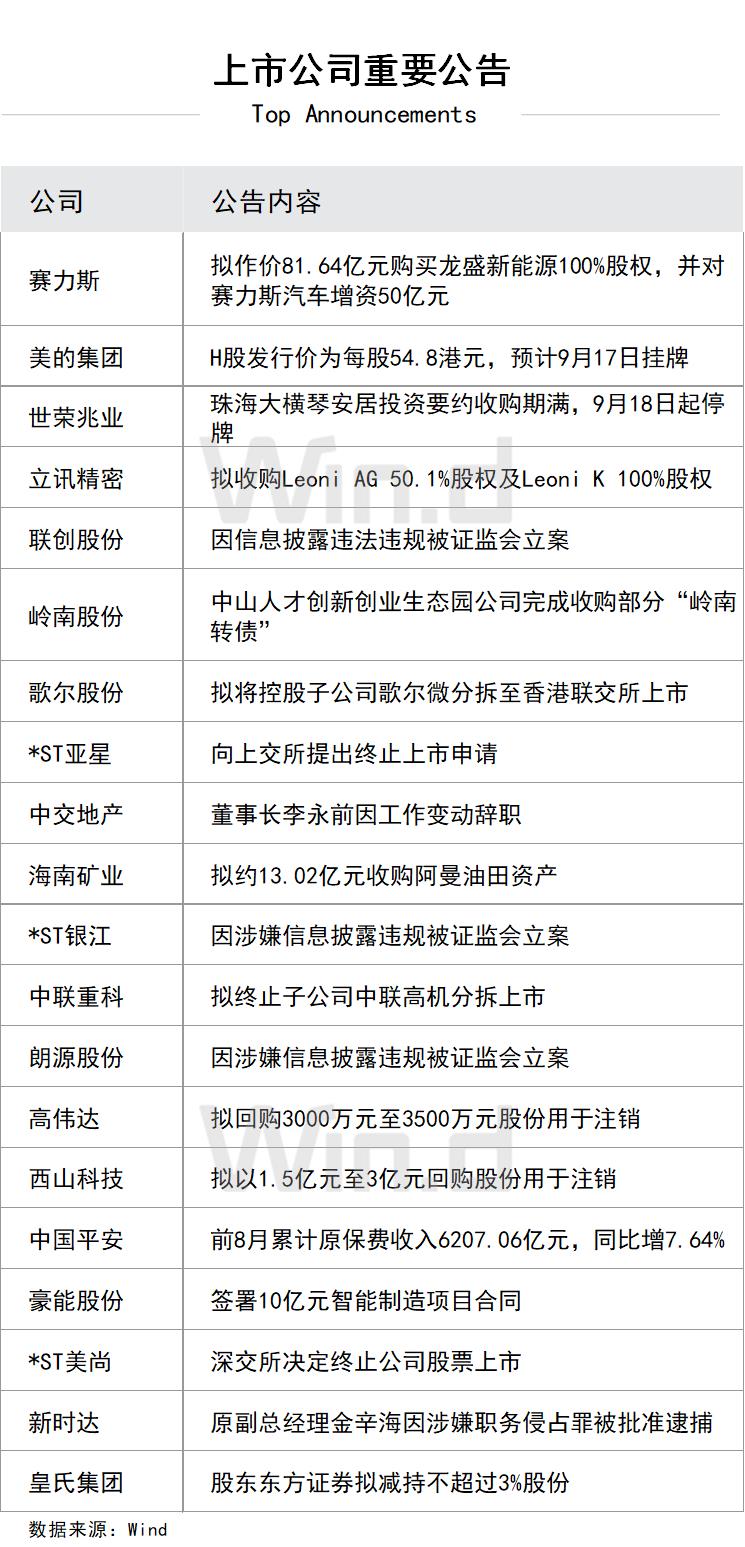 上市公司重要公告
Top Announcements
公司 公告内容
赛力斯 拟作价81.64亿元购买龙盛新能源100%股权，并对
赛力斯汽车增资50亿元
美的集团 H股发行价为每股54.8港元，预计9月17日挂牌
世荣兆业 珠海大横琴安居投资要约收购期满，9月18日起停
牌
立讯精密 拟收购Leoni AG 50.1%股权及Leoni K 100%股权
联创股份 因信息披露违法违规被证监会立案
岭南股份 中山人才创新创业生态园公司完成收购部分“岭南
转债”
歌尔股份 拟将控股子公司歌尔微分拆至香港联交所上市
*ST亚星 向上交所提出终止上市申请
中交地产 董事长李永前因工作变动辞职
海南矿业 拟约13.02亿元收购阿曼油田资产
*ST银江 因涉嫌信息披露违规被证监会立案
中联重科 拟终止子公司中联高机分拆上市
朗源股份 因涉嫌信息披露违规被证监会立案
高伟达 拟回购3000万元至3500万元股份用于注销
西山科技 拟以1.5亿元至3亿元回购股份用于注销
中国平安 前8月累计原保费收入6207.06亿元，同比增7.64%
豪能股份 签署10亿元智能制造项目合同
*ST美尚 深交所决定终止公司股票上市
新时达 原副总经理金辛海因涉嫌职务侵占罪被批准逮捕
皇氏集团 股东东方证券拟减持不超过3%股份
数据来源：Wind
Win.d
Win.d